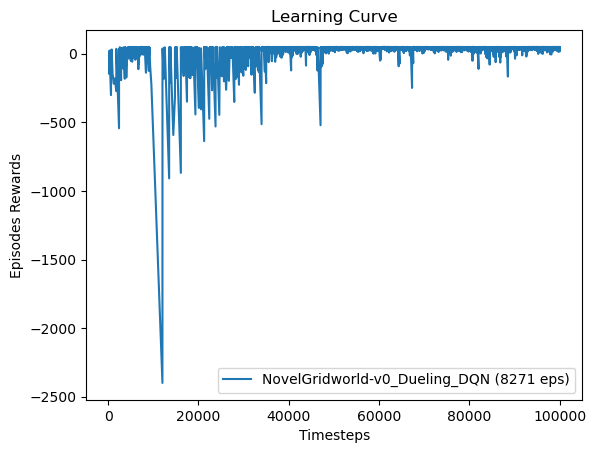 Learning Curve
Episodes Rewards
0
−500
−1000
−1500
−2000
−2500
0 20000 40000 60000 80000 100000
Timesteps
NovelGridworld-v0_Dueling_DQN (8271 eps)